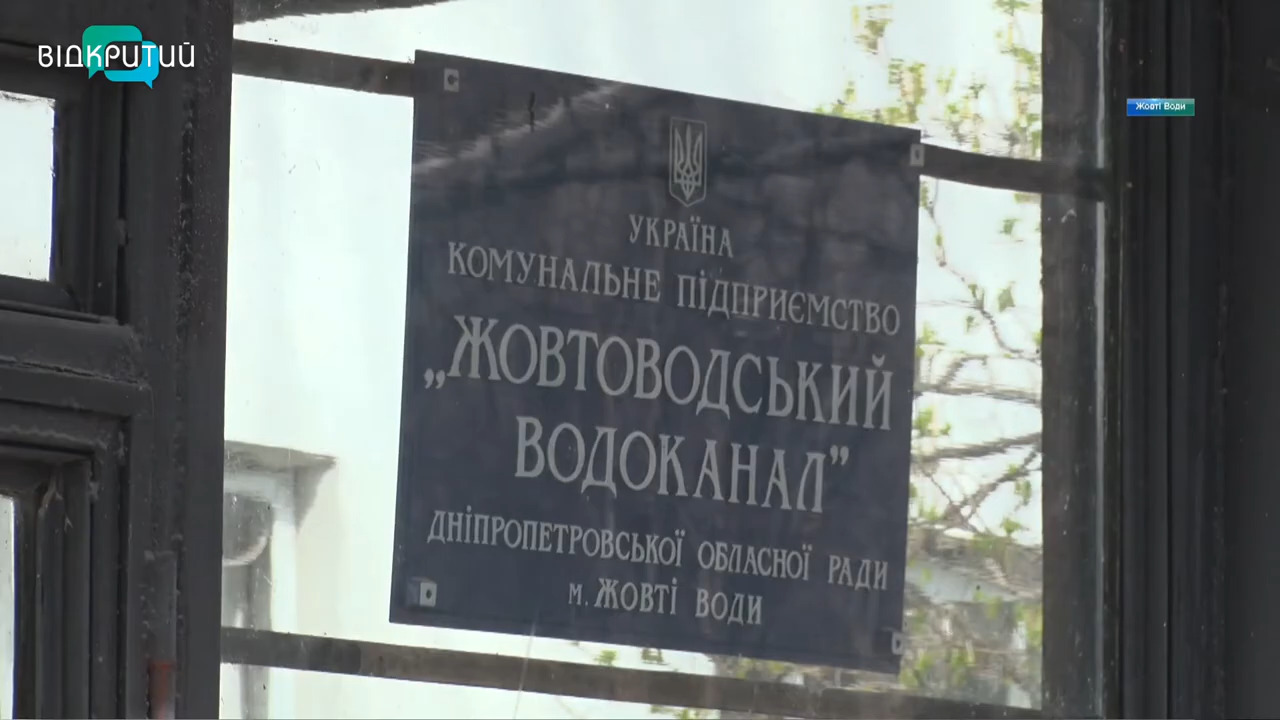 ВІДКРИТИЙ
Жовті Води
УКРАЇНА
КОМУНАЛЬНЕ ПІДПРИЄМСТВО
„ЖОВТОВОДСЬКИЙ
ВОДОКАНАЛ”
ДНІПРОПЕТРОВСЬКОЇ ОБЛАСНОЇ РАДИ
м. ЖОВТІ ВОДИ